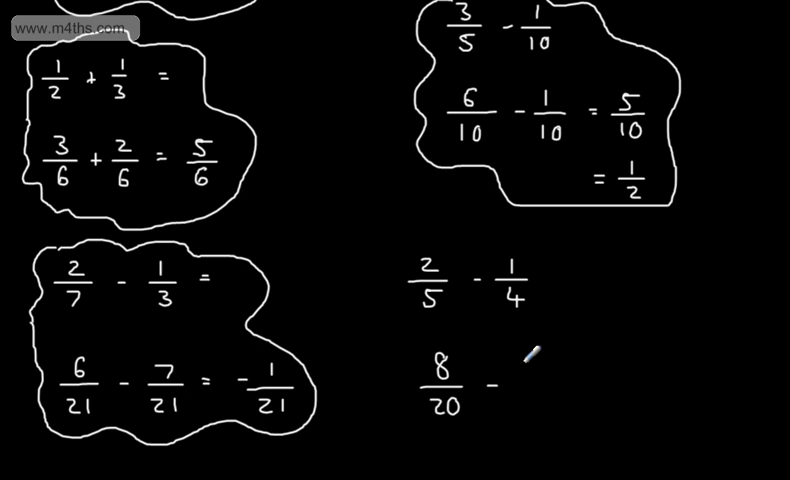 www.m4ths.com
1/2 + 1/3 =
3/6 + 2/6 = 5/6
3/5 - 1/10
6/10 - 1/10 = 5/10
= 1/2
2/7 - 1/3 =
6/21 - 7/21 = -1/21
2/5 - 1/4
8/20 -